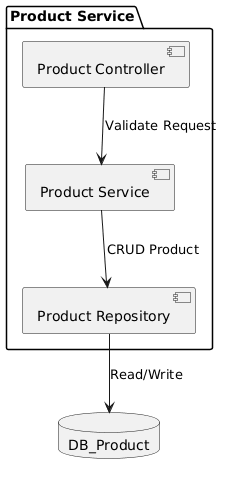 Product Service
Product Controller
Validate Request
Product Service
CRUD Product
Product Repository
Read/Write
DB_Product